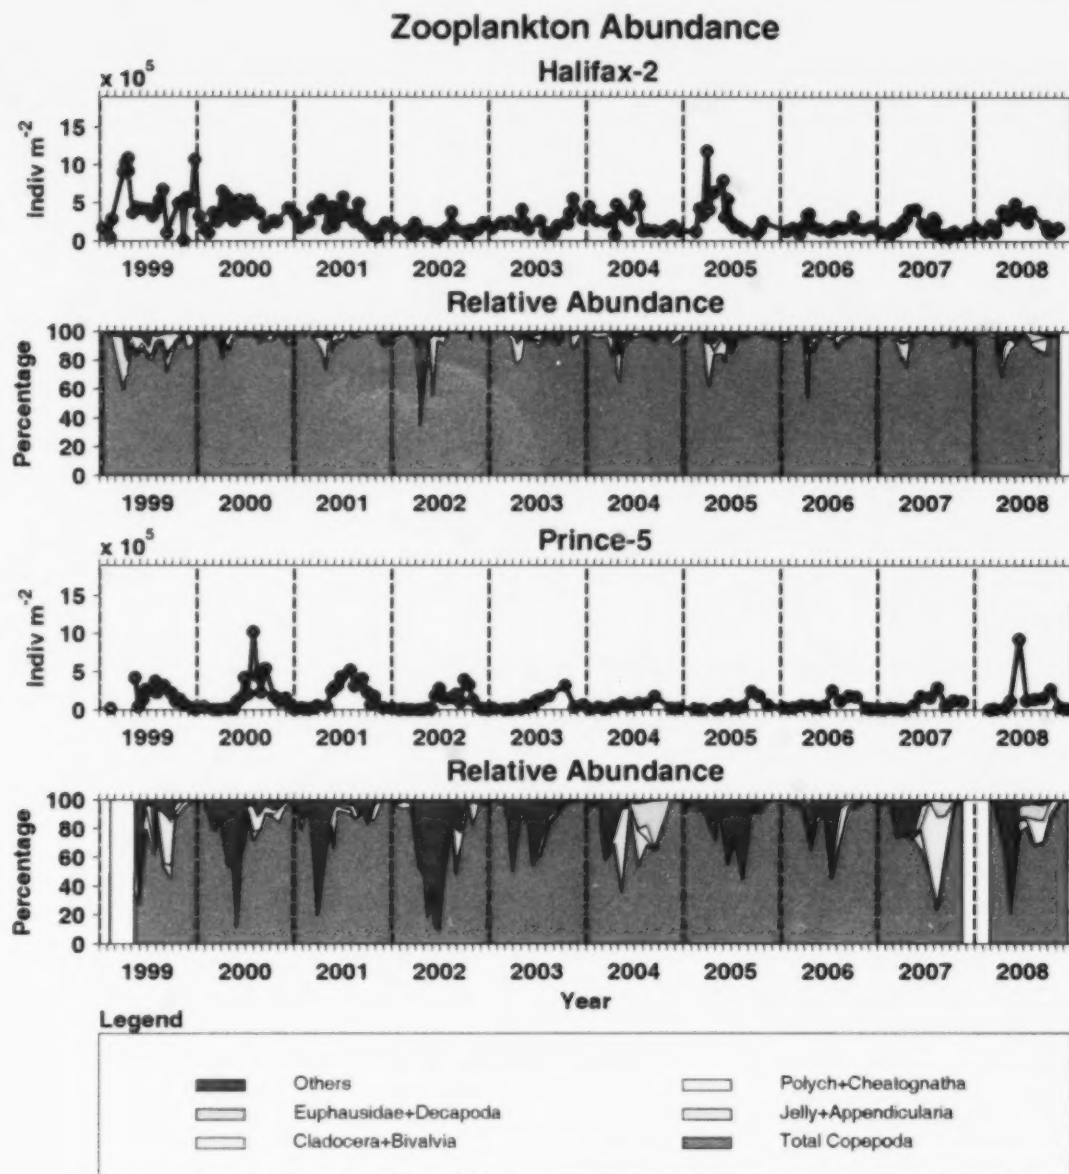 Zooplankton Abundance
x 10^5
Halifax-2
Indiv m^-2
15
10
5
0
1999 2000 2001 2002 2003 2004 2005 2006 2007 2008
Relative Abundance
Percentage
100
80
60
40
20
0
1999 2000 2001 2002 2003 2004 2005 2006 2007 2008
x 10^5
Prince-5
Indiv m^-2
15
10
5
0
1999 2000 2001 2002 2003 2004 2005 2006 2007 2008
Relative Abundance
Percentage
100
80
60
40
20
0
1999 2000 2001 2002 2003 2004 2005 2006 2007 2008
Year
Legend
Others
Euphausidae+Decapoda
Cladocera+Bivalvia
Polych+Cheatognatha
Jelly+Appendicularia
Total Copepoda